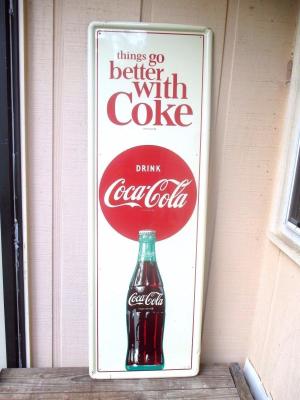 things go
better
with
Coke
DRINK
Coca-Cola
Coca-Cola